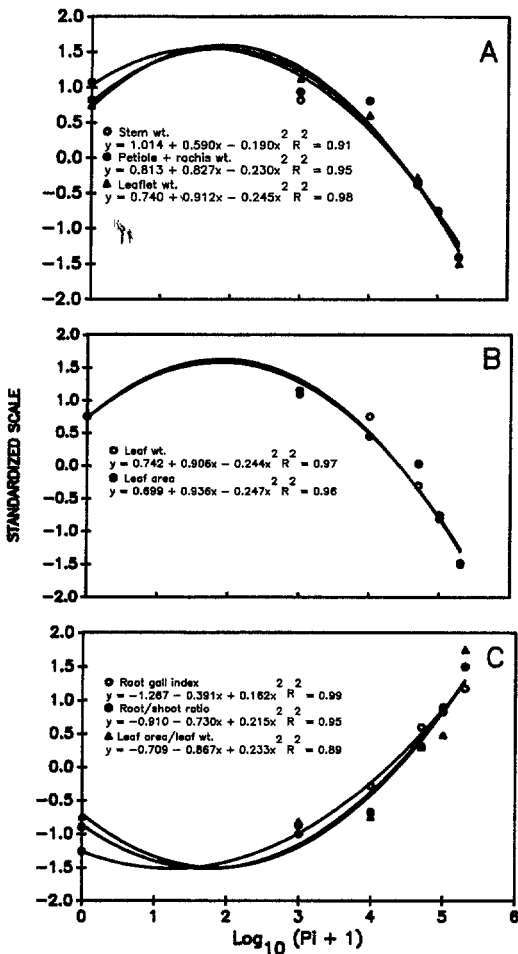 2.0
1.5
1.0
0.5
0.0
−0.5
−1.0
−1.5
−2.0
A
Stem wt.
y = 1.014 + 0.590x − 0.190x² R² = 0.91
Petiole + rachis wt.
y = 0.813 + 0.827x − 0.230x² R² = 0.95
Leaflet wt.
y = 0.740 + 0.912x − 0.245x² R² = 0.98
STANDARDIZED SCALE
2.0
1.5
1.0
0.5
0.0
−0.5
−1.0
−1.5
−2.0
B
Leaf wt.
y = 0.742 + 0.906x − 0.244x² R² = 0.97
Leaf area
y = 0.699 + 0.936x − 0.247x² R² = 0.96
2.0
1.5
1.0
0.5
0.0
−0.5
−1.0
−1.5
−2.0
C
Root gall index
y = −1.267 − 0.391x + 0.162x² R² = 0.99
Root/shoot ratio
y = −0.910 − 0.730x + 0.215x² R² = 0.95
Leaf area/leaf wt.
y = −0.709 − 0.867x + 0.233x² R² = 0.89
0 1 2 3 4 5 6
Log₁₀ (Pi + 1)